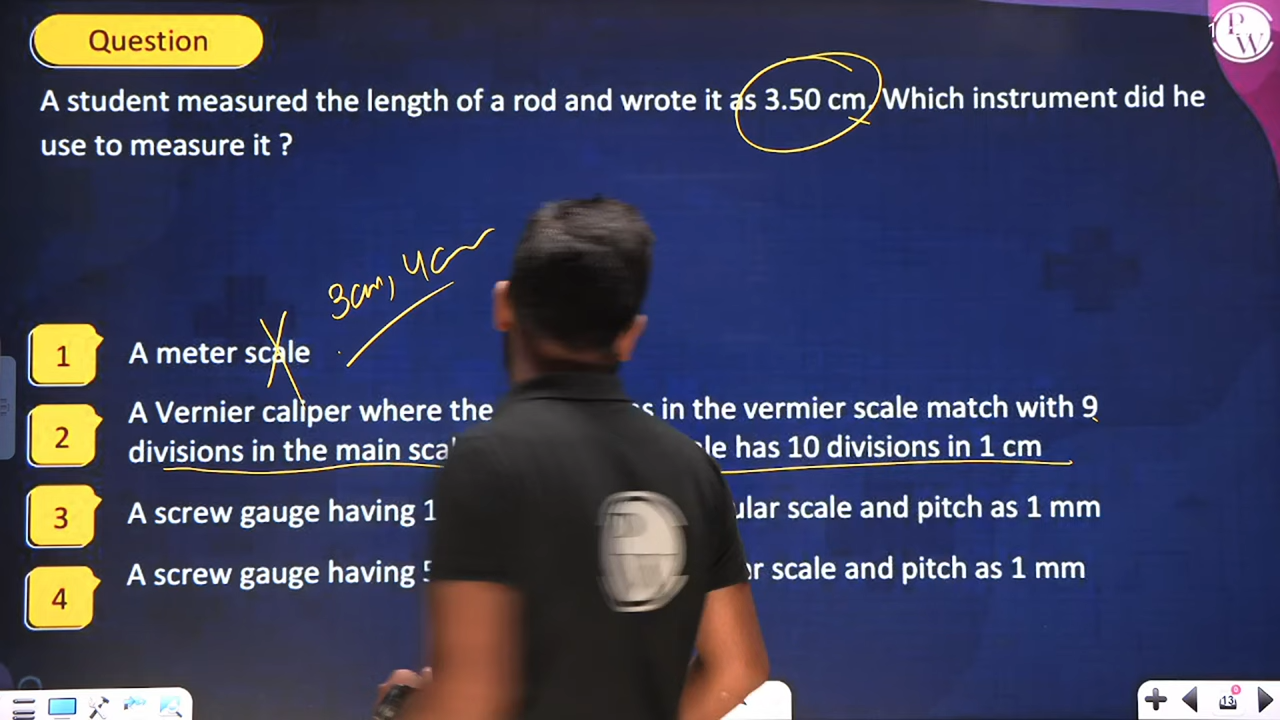 Question
A student measured the length of a rod and wrote it as 3.50 cm. Which instrument did he
use to measure it ?
3cm, 4cm
1 A meter scale
2 A Vernier caliper where the s in the vermier scale match with 9
divisions in the main sca le has 10 divisions in 1 cm
3 A screw gauge having 1 ular scale and pitch as 1 mm
4 A screw gauge having 5 r scale and pitch as 1 mm
PW
PW
13